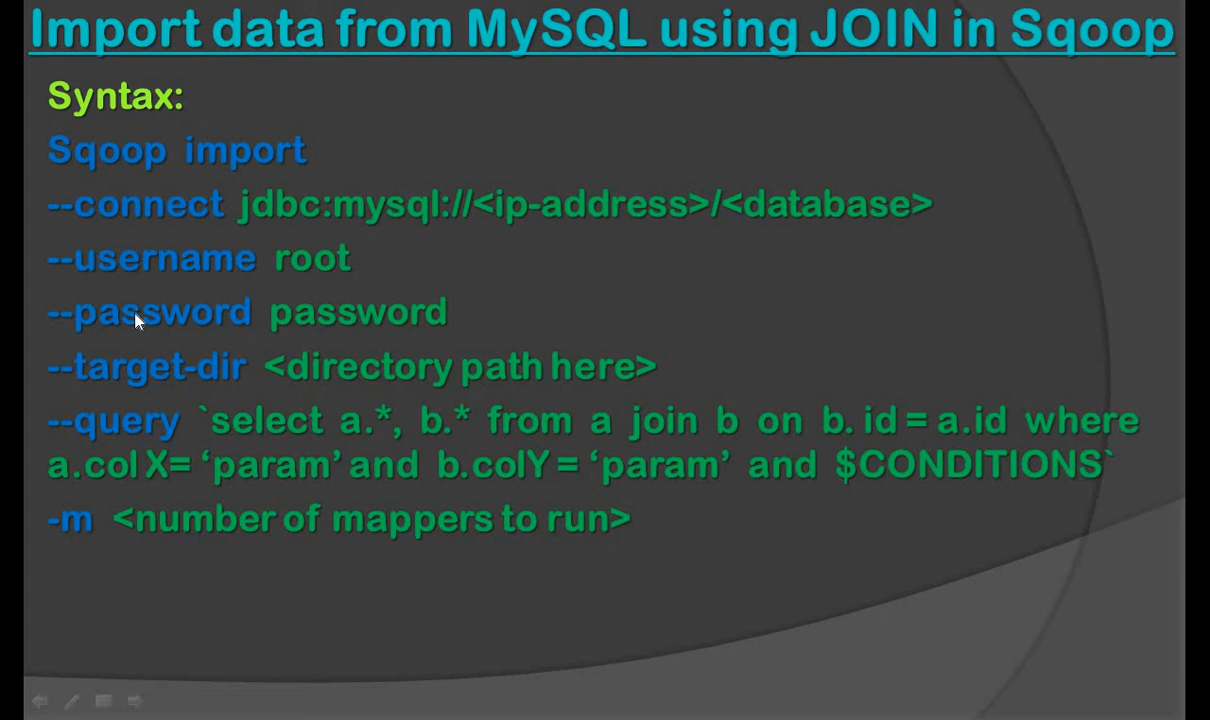 Import data from MySQL using JOIN in Sqoop
Syntax:
Sqoop import
--connect jdbc:mysql://<ip-address>/<database>
--username root
--password password
--target-dir <directory path here>
--query `select a.*, b.* from a join b on b. id = a.id where
a.col X= ‘param’ and b.colY = ‘param’ and $CONDITIONS`
-m <number of mappers to run>